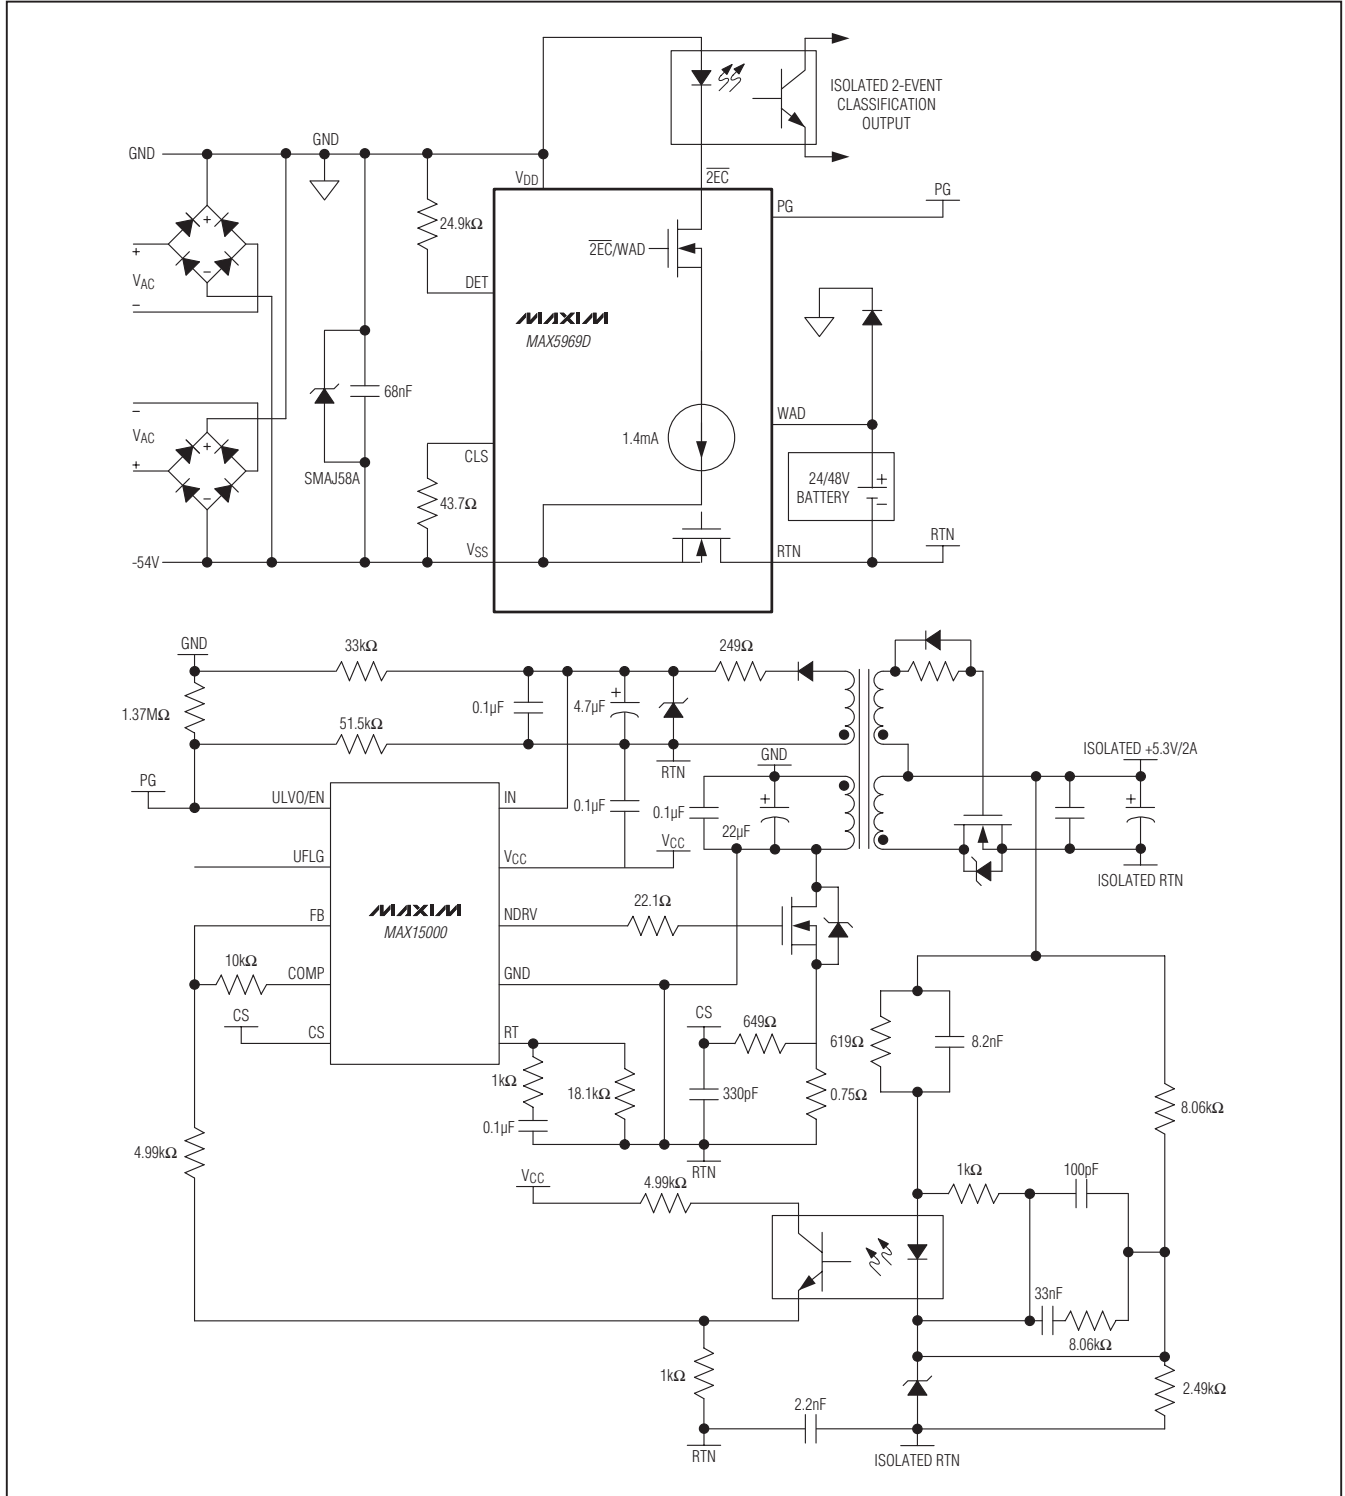 ISOLATED 2-EVENT
CLASSIFICATION
OUTPUT
GND
GND
VDD
2EC
PG
PG
24.9kΩ
2EC/WAD
+
VAC
−
+
−
DET
MAXIM
MAX5969D
68nF
−
VAC
+
+
−
WAD
1.4mA
CLS
SMAJ58A
24/48V
BATTERY
+
−
43.7Ω
RTN
VSS
RTN
-54V
GND
33kΩ
249Ω
1.37MΩ
0.1µF
+
4.7µF
51.5kΩ
ISOLATED +5.3V/2A
GND
RTN
PG
ULVO/EN
IN
0.1µF
0.1µF
+
22µF
+
VCC
UFLG
VCC
ISOLATED RTN
FB
MAXIM
MAX15000
NDRV
22.1Ω
10kΩ
COMP
GND
CS
CS
RT
CS
649Ω
619Ω
8.2nF
1kΩ
18.1kΩ
330pF
0.75Ω
8.06kΩ
0.1µF
4.99kΩ
RTN
VCC
4.99kΩ
1kΩ
100pF
33nF
8.06kΩ
1kΩ
2.49kΩ
2.2nF
RTN
ISOLATED RTN